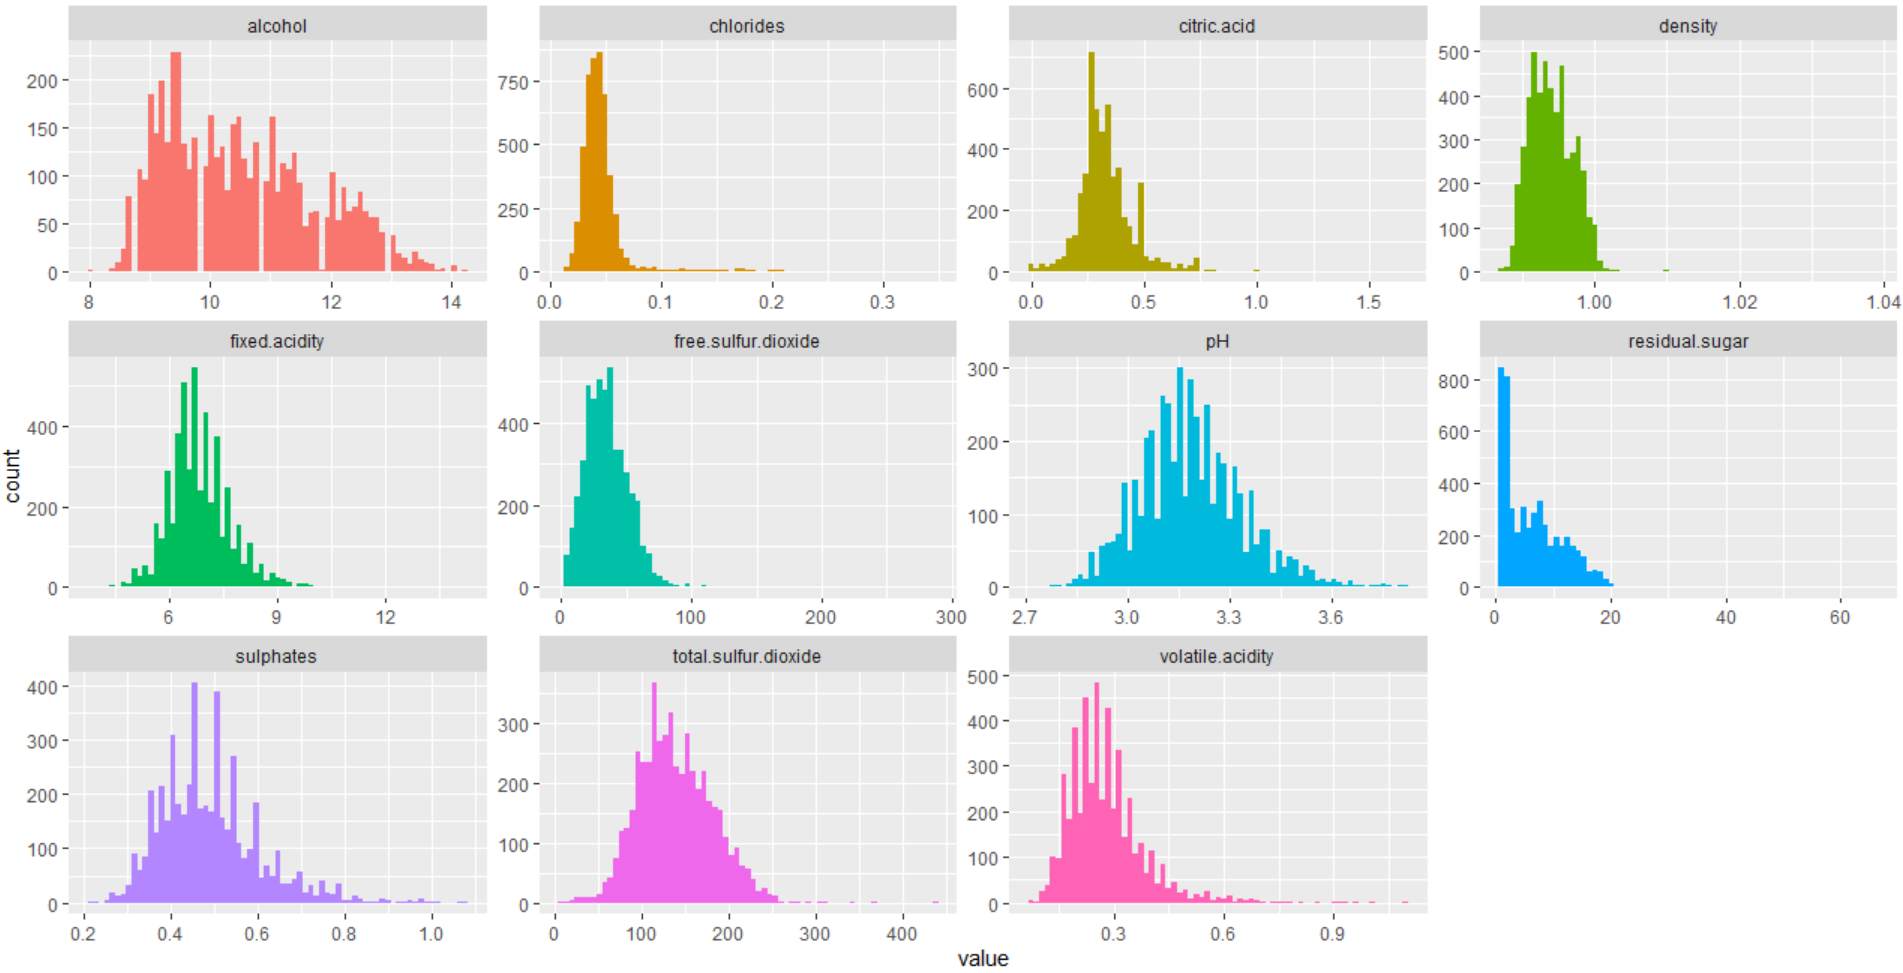 alcohol chlorides citric.acid density
200 150 100 50 0
750 500 250 0
600 400 200 0
500 400 300 200 100 0
8 10 12 14
0.0 0.1 0.2 0.3
0.0 0.5 1.0 1.5
1.00 1.02 1.04
fixed.acidity free.sulfur.dioxide pH residual.sugar
count
400 200 0
400 200 0
300 200 100 0
800 600 400 200 0
6 9 12
0 100 200 300
2.7 3.0 3.3 3.6
0 20 40 60
sulphates total.sulfur.dioxide volatile.acidity
400 300 200 100 0
300 200 100 0
500 400 300 200 100 0
0.2 0.4 0.6 0.8 1.0
0 100 200 300 400
0.3 0.6 0.9
value